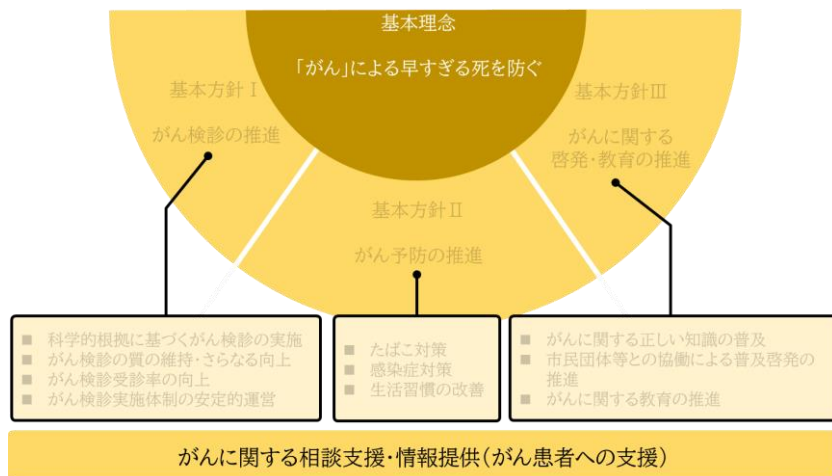 基本理念
「がん」による早すぎる死を防ぐ
基本方針Ⅰ
がん検診の推進
基本方針Ⅱ
がん予防の推進
基本方針Ⅲ
がんに関する
啓発・教育の推進
■ 科学的根拠に基づくがん検診の実施
■ がん検診の質の維持・さらなる向上
■ がん検診受診率の向上
■ がん検診実施体制の安定的運営
■ たばこ対策
■ 感染症対策
■ 生活習慣の改善
■ がんに関する正しい知識の普及
■ 市民団体等との協働による普及啓発の
推進
■ がんに関する教育の推進
がんに関する相談支援・情報提供(がん患者への支援)